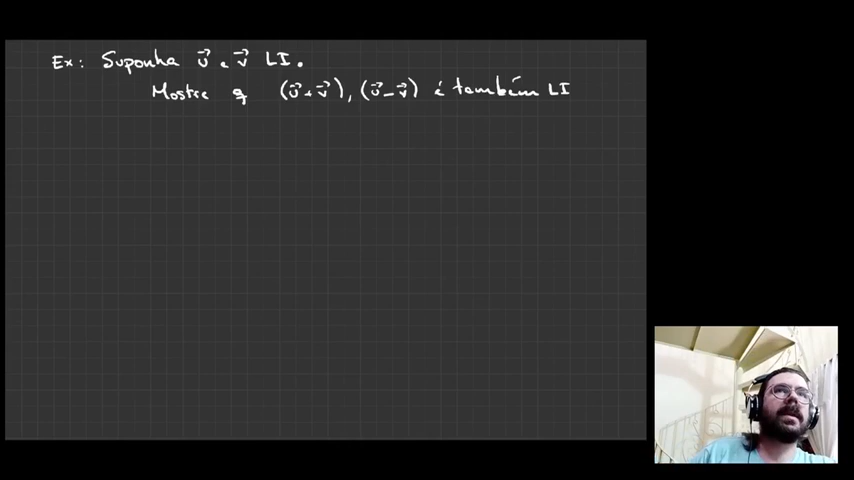 Ex: Suponha u⃗ e v⃗ LI.
Mostre q (u⃗+v⃗), (u⃗-v⃗) é também LI